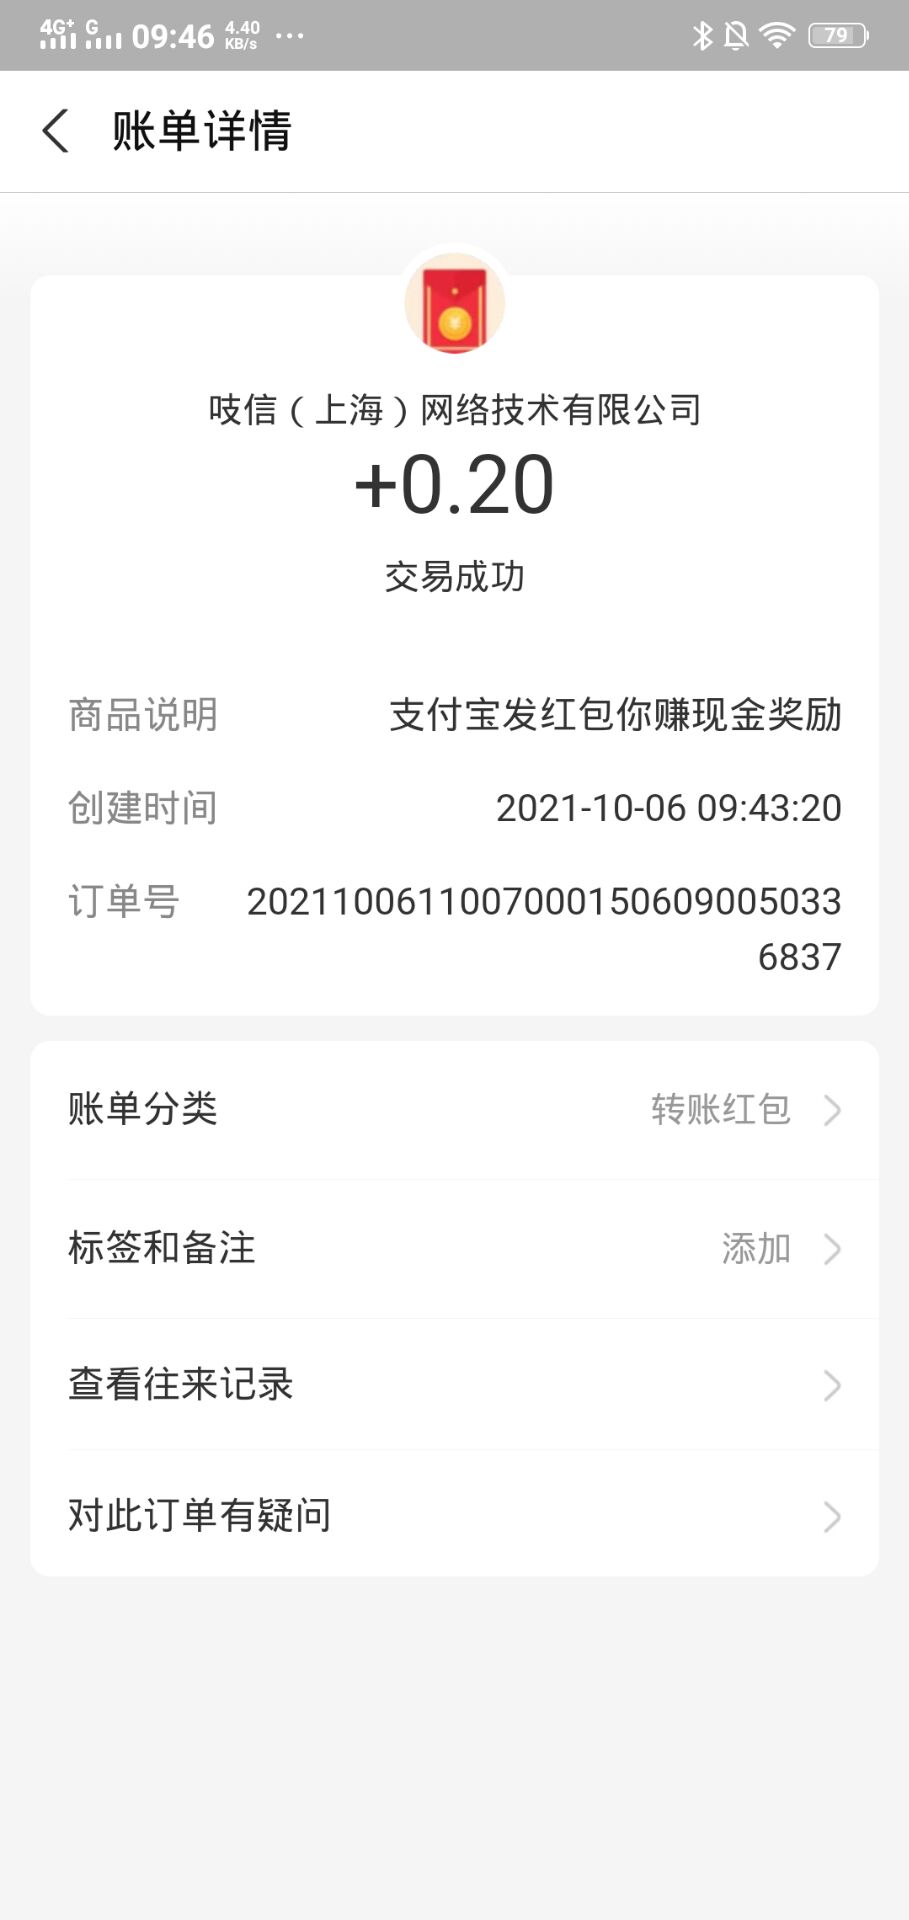 4G+ G 09:46 4.40 KB/s ... 79
账单详情
吱信（上海）网络技术有限公司
+0.20
交易成功
商品说明 支付宝发红包你赚现金奖励
创建时间 2021-10-06 09:43:20
订单号 2021100611007000150609005033
6837
账单分类 转账红包
标签和备注 添加
查看往来记录
对此订单有疑问